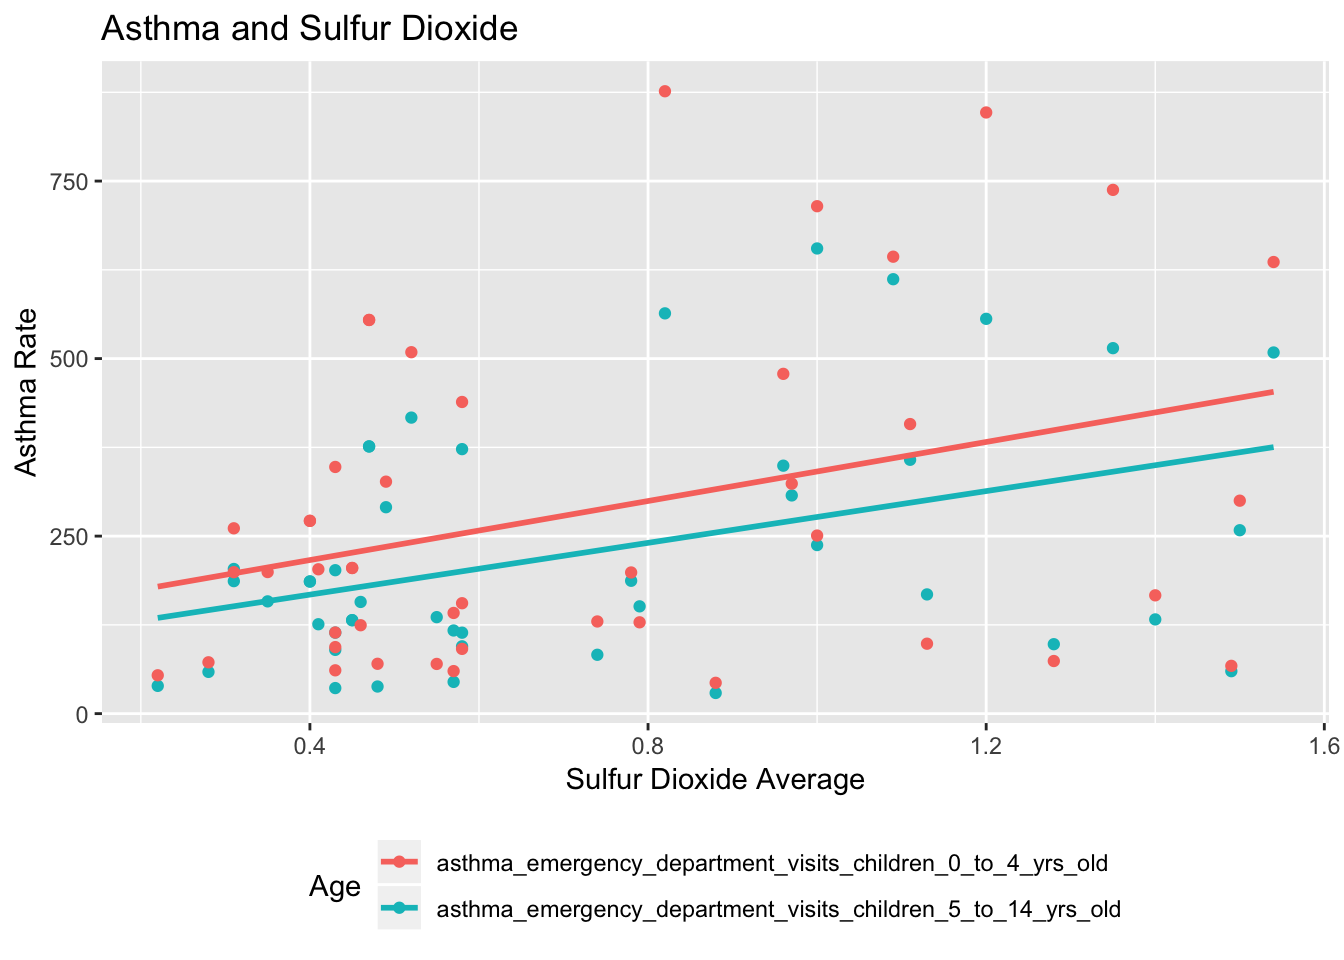 Asthma and Sulfur Dioxide
750
500
250
0
Asthma Rate
0.4 0.8 1.2 1.6
Sulfur Dioxide Average
Age
asthma_emergency_department_visits_children_0_to_4_yrs_old
asthma_emergency_department_visits_children_5_to_14_yrs_old